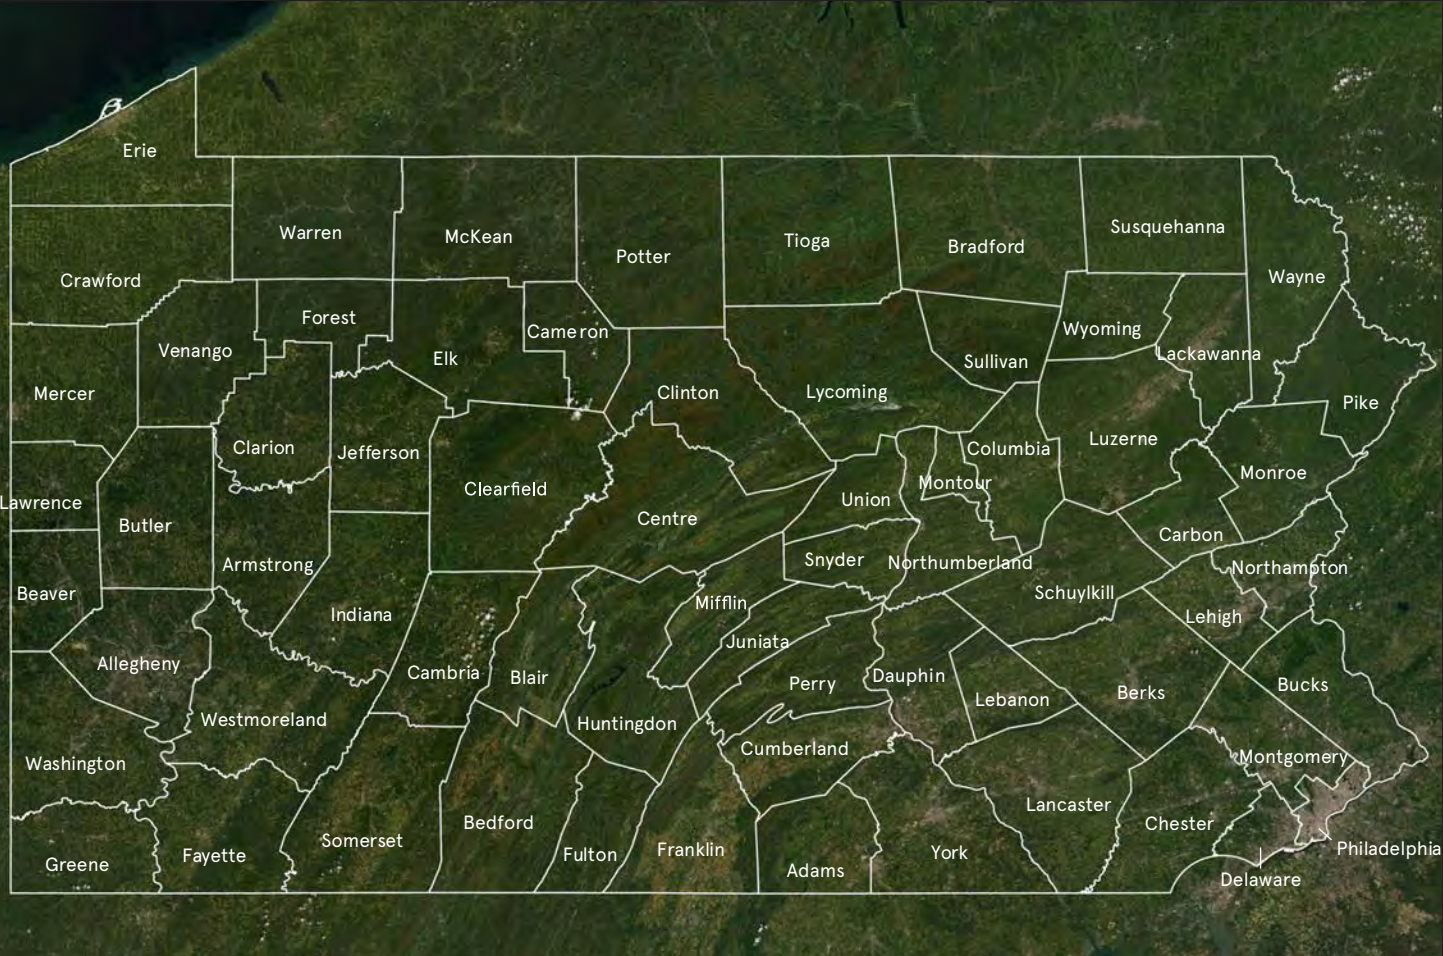 Erie
Warren
McKean
Potter
Tioga
Bradford
Susquehanna
Wayne
Crawford
Forest
Cameron
Wyoming
Venango
Elk
Sullivan
Lackawanna
Mercer
Clinton
Lycoming
Pike
Clarion
Jefferson
Columbia
Luzerne
Monroe
Lawrence
Clearfield
Montour
Butler
Centre
Union
Carbon
Armstrong
Snyder
Northumberland
Northampton
Beaver
Indiana
Mifflin
Schuylkill
Lehigh
Allegheny
Cambria
Blair
Juniata
Perry
Dauphin
Lebanon
Berks
Bucks
Westmoreland
Huntingdon
Cumberland
Montgomery
Washington
Lancaster
Somerset
Bedford
Chester
Greene
Fayette
Fulton
Franklin
Adams
York
Philadelphia
Delaware